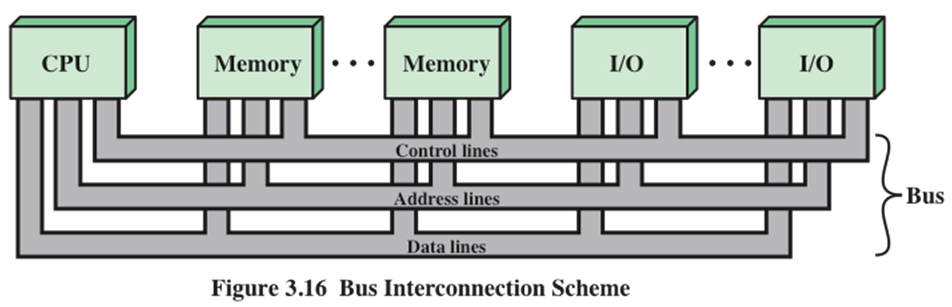 CPU
Memory
Memory
I/O
I/O
Control lines
Address lines
Bus
Data lines
Figure 3.16 Bus Interconnection Scheme